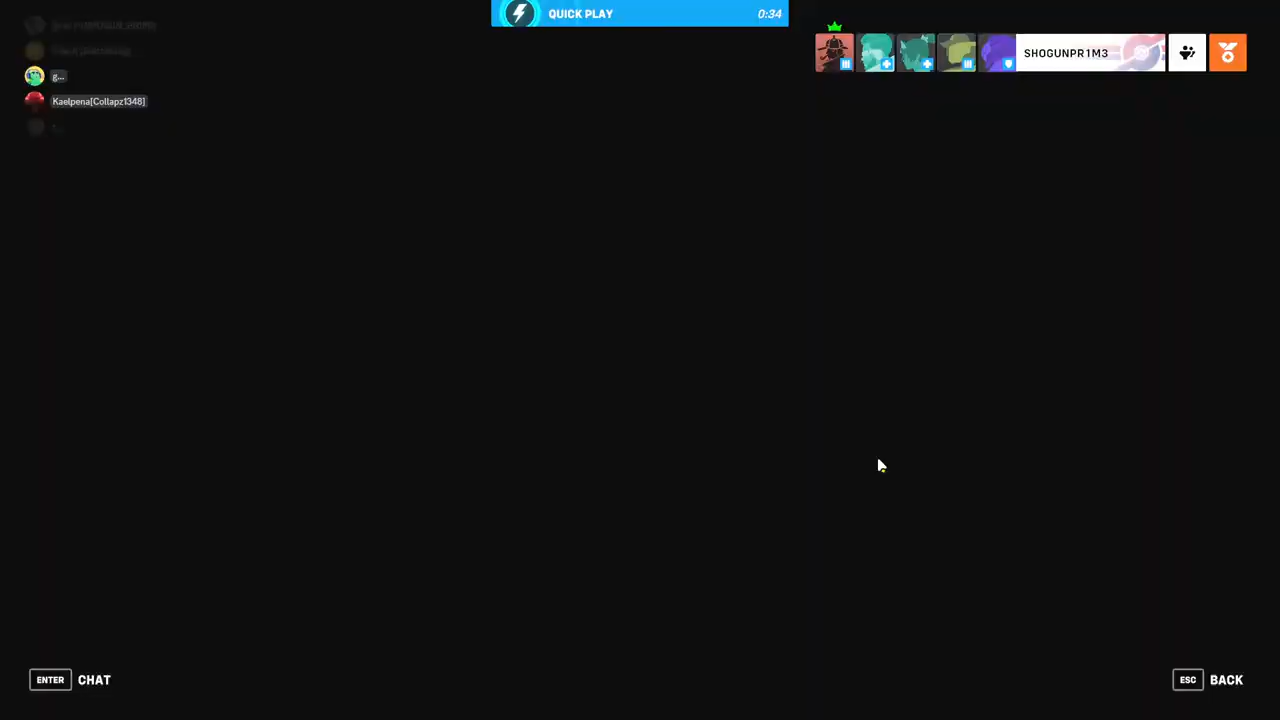 QUICK PLAY
0:34
SHOGUNPR1M3
g...
Kaelpena[Collapz1348]
ENTER
CHAT
ESC
BACK